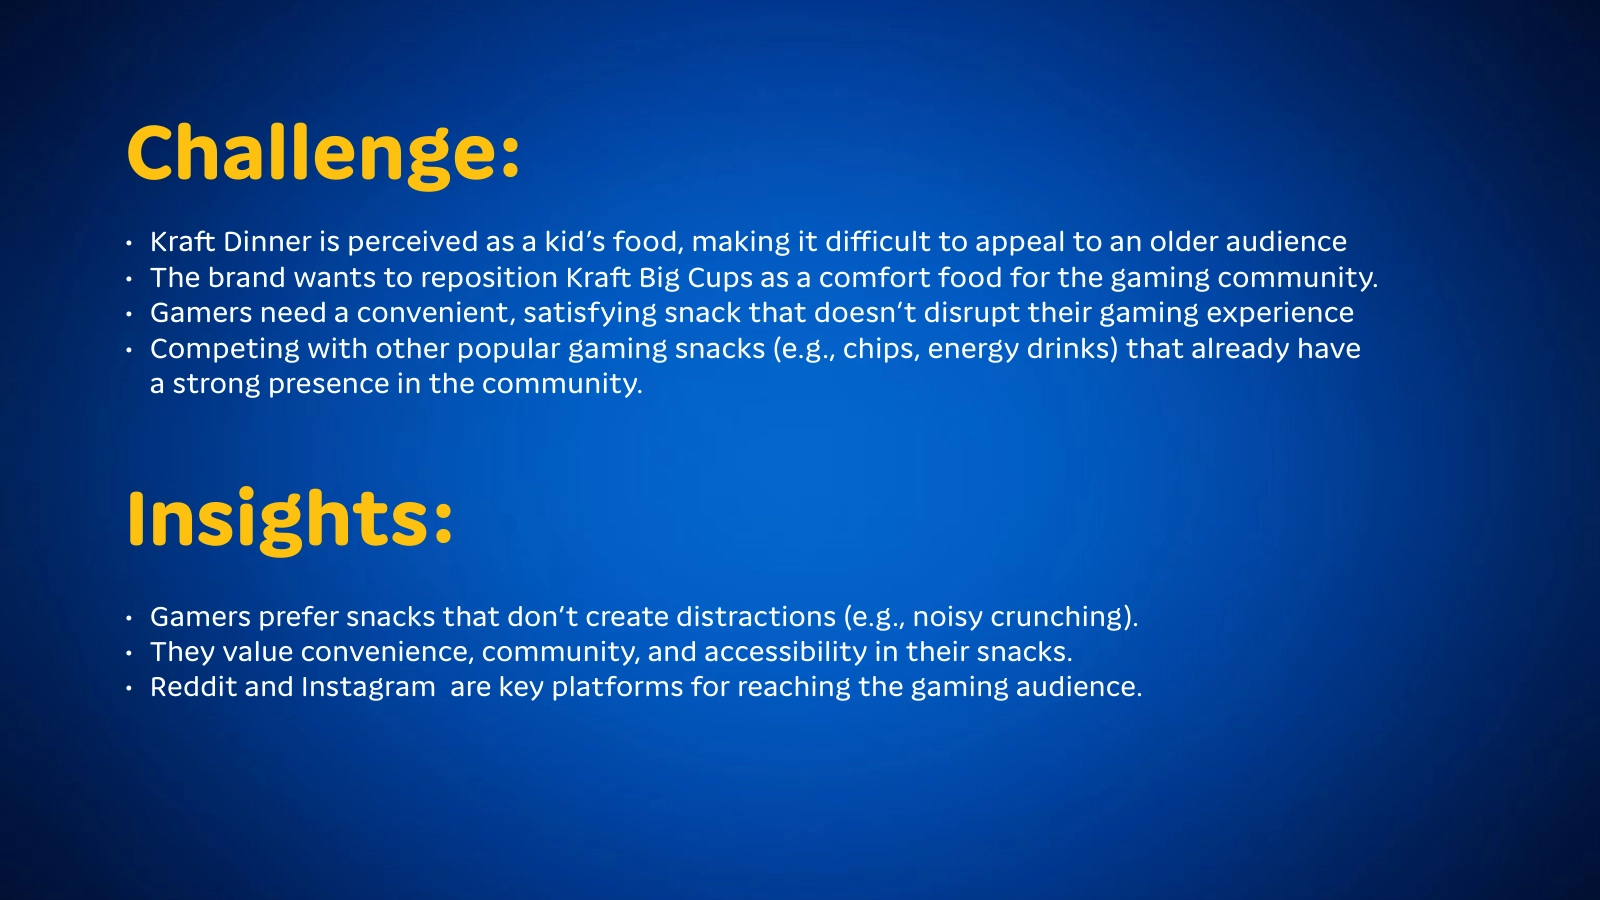 Challenge:
• Kraft Dinner is perceived as a kid’s food, making it difficult to appeal to an older audience
• The brand wants to reposition Kraft Big Cups as a comfort food for the gaming community.
• Gamers need a convenient, satisfying snack that doesn’t disrupt their gaming experience
• Competing with other popular gaming snacks (e.g., chips, energy drinks) that already have
a strong presence in the community.
Insights:
• Gamers prefer snacks that don’t create distractions (e.g., noisy crunching).
• They value convenience, community, and accessibility in their snacks.
• Reddit and Instagram  are key platforms for reaching the gaming audience.